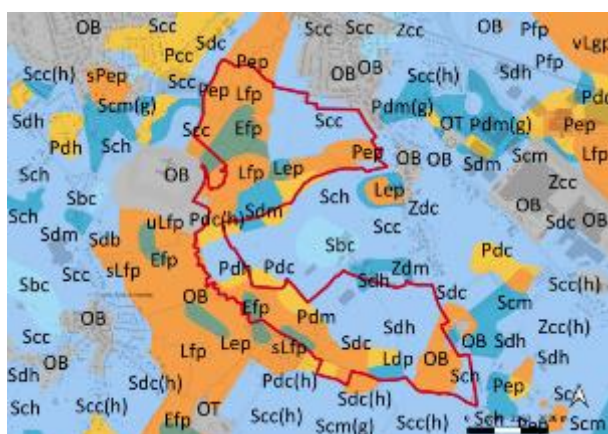 OB Scc Sdc Scc Scc Zcc OB Pfp
Pcc Pep OB vLgp
Scc(h) sPep Scc Pep Lfp OB OB Scc(h) Sdh Pfp
Scm(g) Scc Efp Scc Pdm(g) OT Pdm(g) Pdc
Sdh Pdh Sch Lfp Lep Pep OB OB Sdm Scm Pep
Sch Sbc OB Sch Lep Zcc Lfp
Sdm Sdb uLfp Pdc(h) Sdm Zdc OB Sdc OB
Sbc Scc sLfp Efp Pdh Pdc Sbc Scc Pdc
Sdh Zdm Sdc Scc(h)
OB OB Efp Pdm Scm
Scc Lfp Lep sLfp Sdc Sdh OB Sdh Zcc(h)
Sch Sdc(h) Pdc(h) Ldp OB Sch Pep Sdh
Scc(h) Efp OT Scc(h) Sdc(h) Scc(h) Sch
Scm(g) Sch Scm